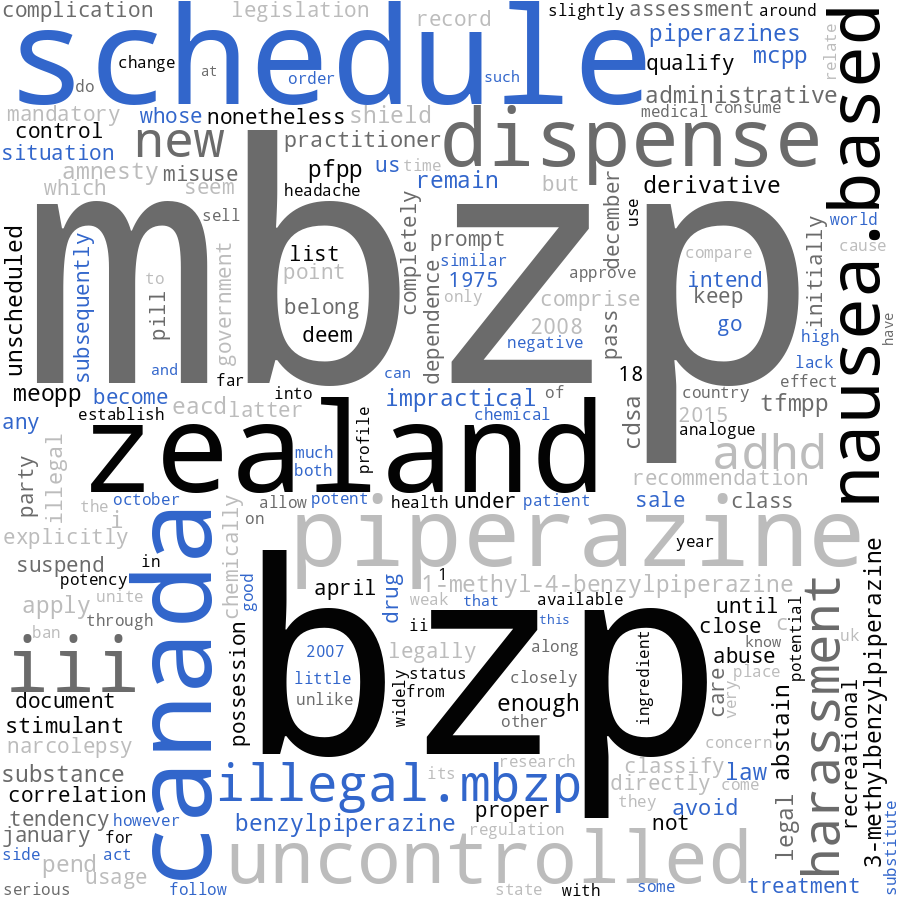 complication
legislation
record
slightly
assessment
around
schedule
change
at
do
order
such
piperazines
mcpp
qualify
relate
nausea.based
mandatory
whose
nonetheless
shield
administrative
medical
consume
control
new
practitioner
dispense
situation
amnesty
misuse
pfpp
us
time
which
seem
headache
remain
but
derivative
mbzp
sell
completely
december
use
world
unscheduled
subsequently
list
prompt
compare
cause
to
government
point
similar
approve
intend
initially
pill
belong
dependence
1975
only
comprise
keep
deem
2008
go
negative
pass
high
have
and
far
can
18
lack
meopp
become
into
impractical
of
country
effect
any
establish
eacd
latter
chemical
cdsa
2015
tfmpp
zealand
profile
analogue
much
both
adhd
party
illegal
recommendation
the
october
allow
potent
health
under
patient
sale
class
i
on
piperazine
explicitly
canada
chemically
year
suspend
in
potency
good
april
drug
1
1-methyl-4-benzylpiperazine
3-methylbenzylpiperazine
apply
unite
weak
that
available
until
through
ii
this
c
potential
harassment
ban
bzp
close
uk
iii
possession
2007
legally
along
ingredient
know
abuse
little
widely
status
closely
place
document
unlike
from
enough
care
very
recreational
stimulant
other
abstain
narcolepsy
concern
substance
illegal.mbzp
its
research
classify
law
correlation
directly
come
they
proper
avoid
tendency
however
benzylpiperazine
regulation
not
legal
substitute
january
for
uncontrolled
side
act
pend
usage
serious
follow
state
with
some
treatment